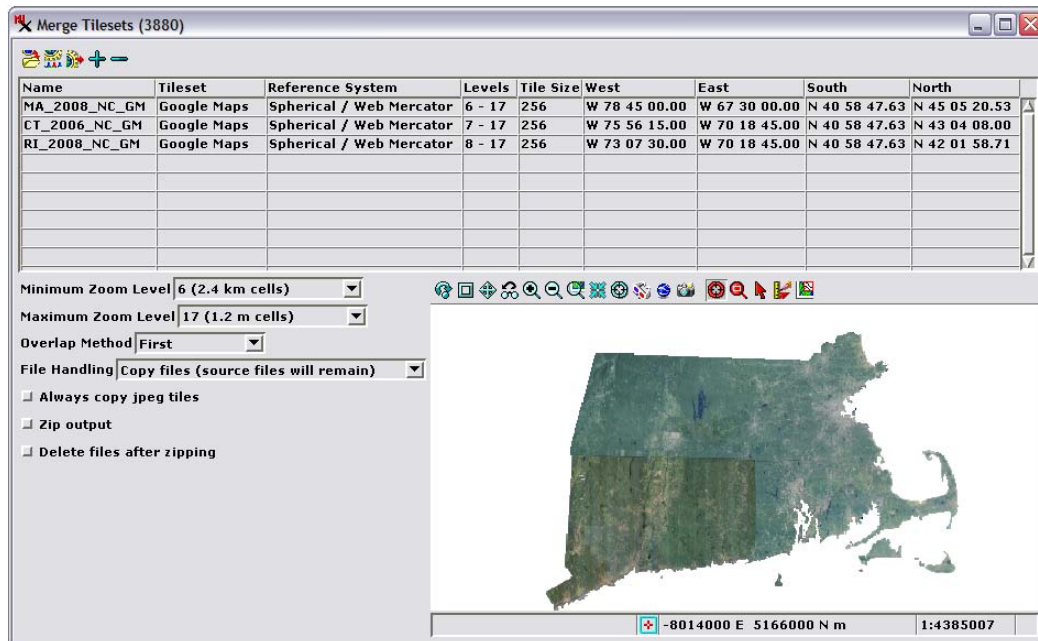 Merge Tilesets (3880)
Name Tileset Reference System Levels Tile Size West East South North
MA_2008_NC_GM Google Maps Spherical / Web Mercator 6 - 17 256 W 78 45 00.00 W 67 30 00.00 N 40 58 47.63 N 45 05 20.53
CT_2006_NC_GM Google Maps Spherical / Web Mercator 7 - 17 256 W 75 56 15.00 W 70 18 45.00 N 40 58 47.63 N 43 04 08.00
RI_2008_NC_GM Google Maps Spherical / Web Mercator 8 - 17 256 W 73 07 30.00 W 70 18 45.00 N 40 58 47.63 N 42 01 58.71
Minimum Zoom Level 6 (2.4 km cells)
Maximum Zoom Level 17 (1.2 m cells)
Overlap Method First
File Handling Copy files (source files will remain)
Always copy jpeg tiles
Zip output
Delete files after zipping
-8014000 E 5166000 N m 1:4385007